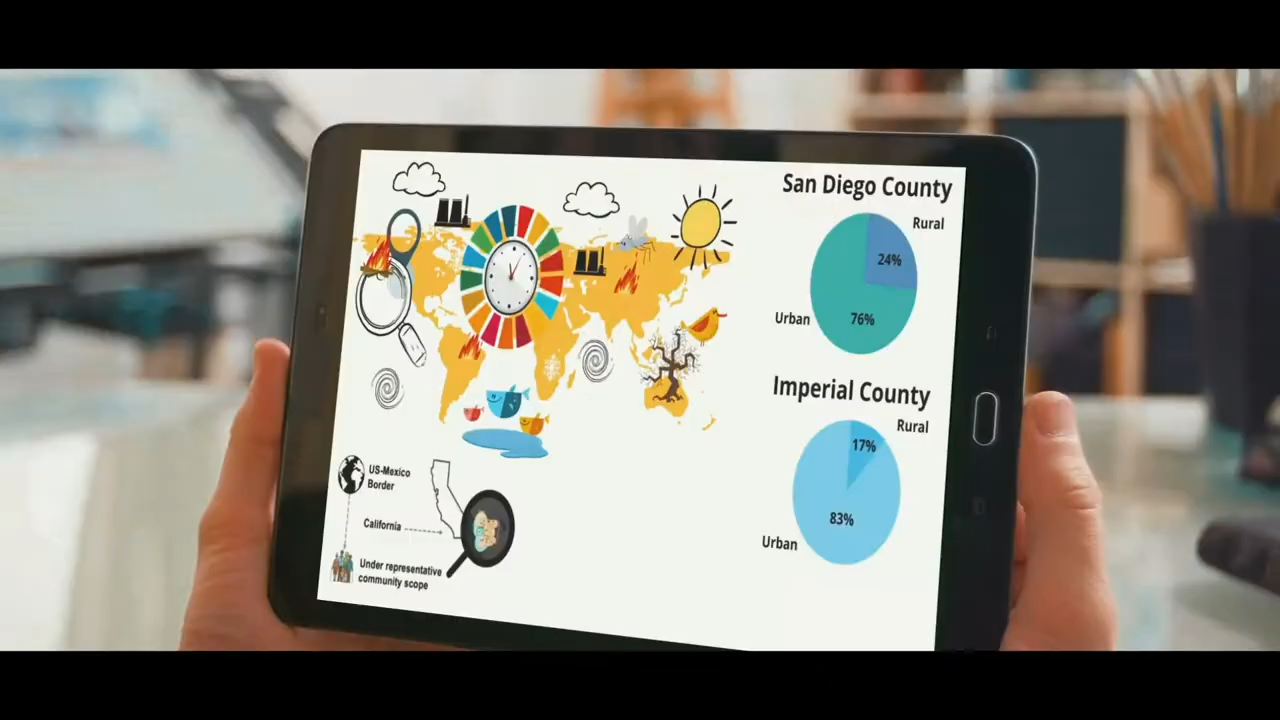 San Diego County
Rural
24%
Urban
76%
Imperial County
Rural
17%
83%
Urban
US-Mexico
Border
California
Under representative
community scope